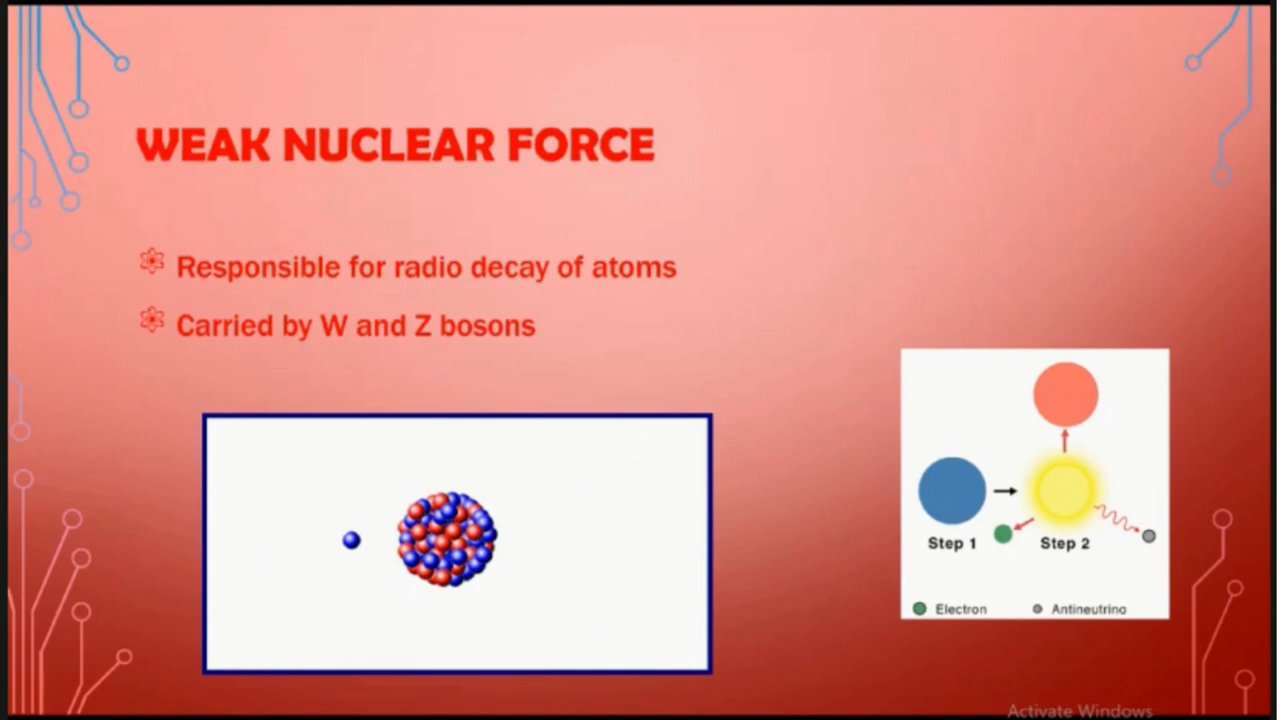 WEAK NUCLEAR FORCE
Responsible for radio decay of atoms
Carried by W and Z bosons
Step 1
Step 2
Electron
Antineutrino
Activate Windows